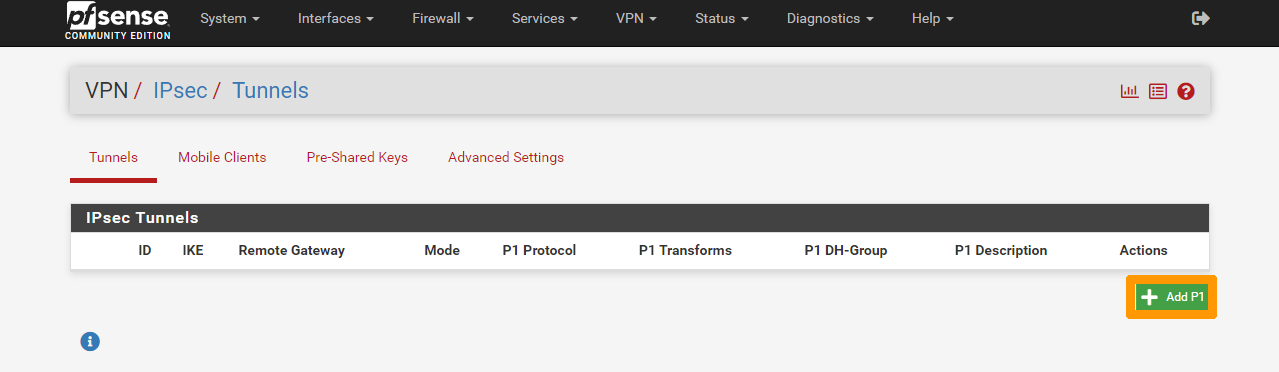 pfsense
COMMUNITY EDITION
System Interfaces Firewall Services VPN Status Diagnostics Help
VPN / IPsec / Tunnels
Tunnels Mobile Clients Pre-Shared Keys Advanced Settings
IPsec Tunnels
ID IKE Remote Gateway Mode P1 Protocol P1 Transforms P1 DH-Group P1 Description Actions
Add P1